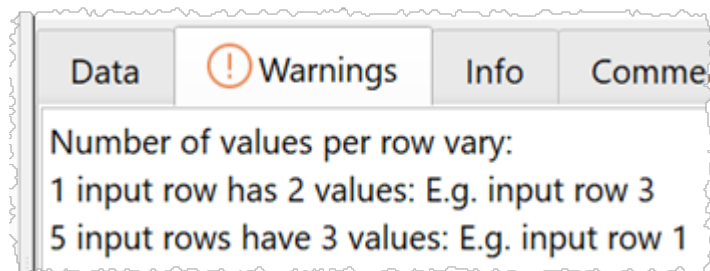 Data Warnings Info Comme
Number of values per row vary:
1 input row has 2 values: E.g. input row 3
5 input rows have 3 values: E.g. input row 1